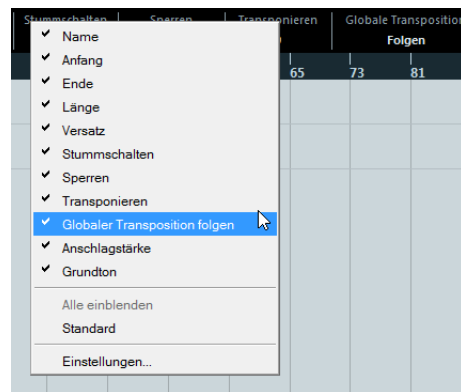 Stummschalten Sperren Transponieren Globale Transposition
Folgen
65 73 81
Name
Anfang
Ende
Länge
Versatz
Stummschalten
Sperren
Transponieren
Globaler Transposition folgen
Anschlagstärke
Grundton
Alle einblenden
Standard
Einstellungen...